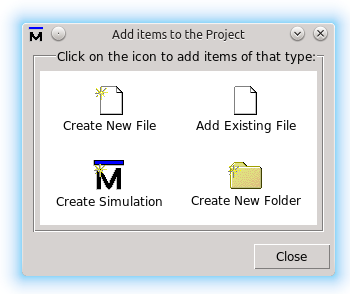 Add items to the Project
Click on the icon to add items of that type:
Create New File
Add Existing File
Create Simulation
Create New Folder
Close